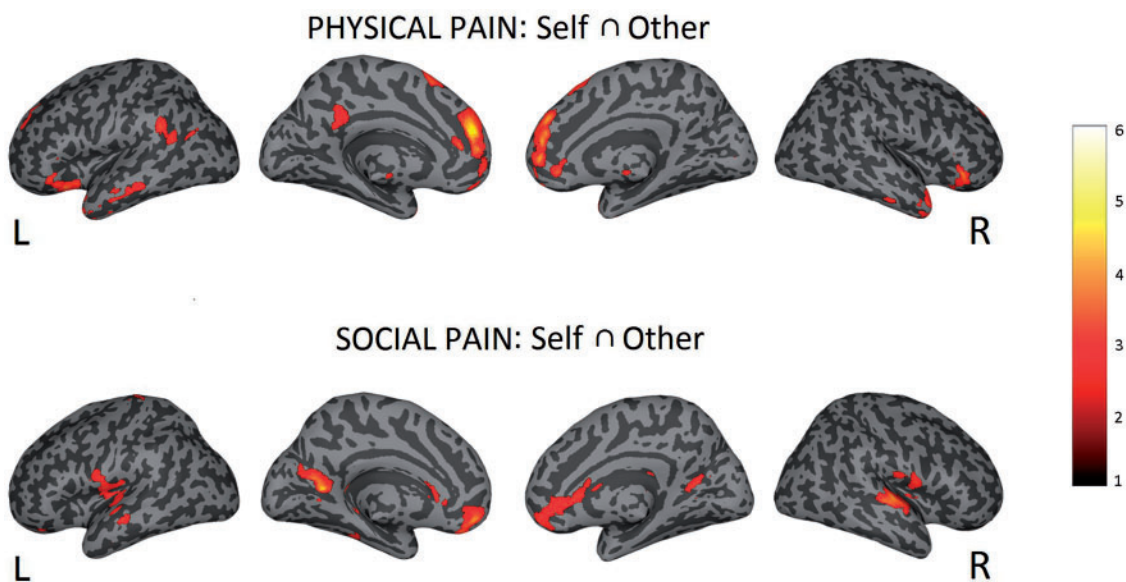 PHYSICAL PAIN: Self ∩ Other
L
R
6
5
4
3
2
1
SOCIAL PAIN: Self ∩ Other
L
R